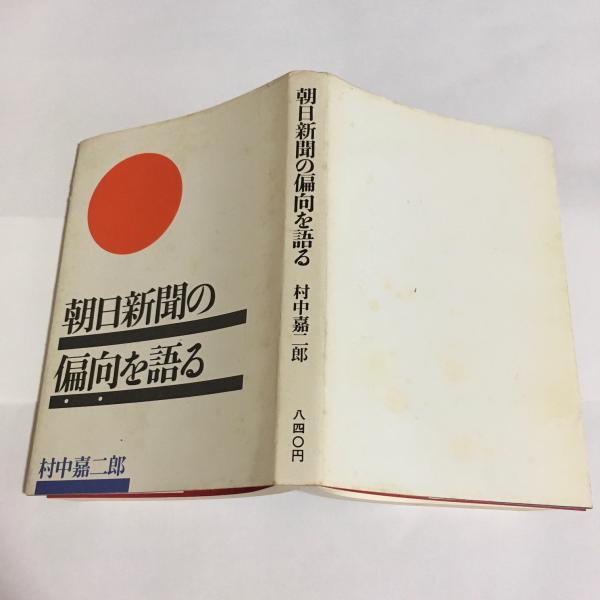 朝日新聞の
偏向を語る
村中嘉二郎
朝日新聞の偏向を語る
村中嘉二郎
八四〇円